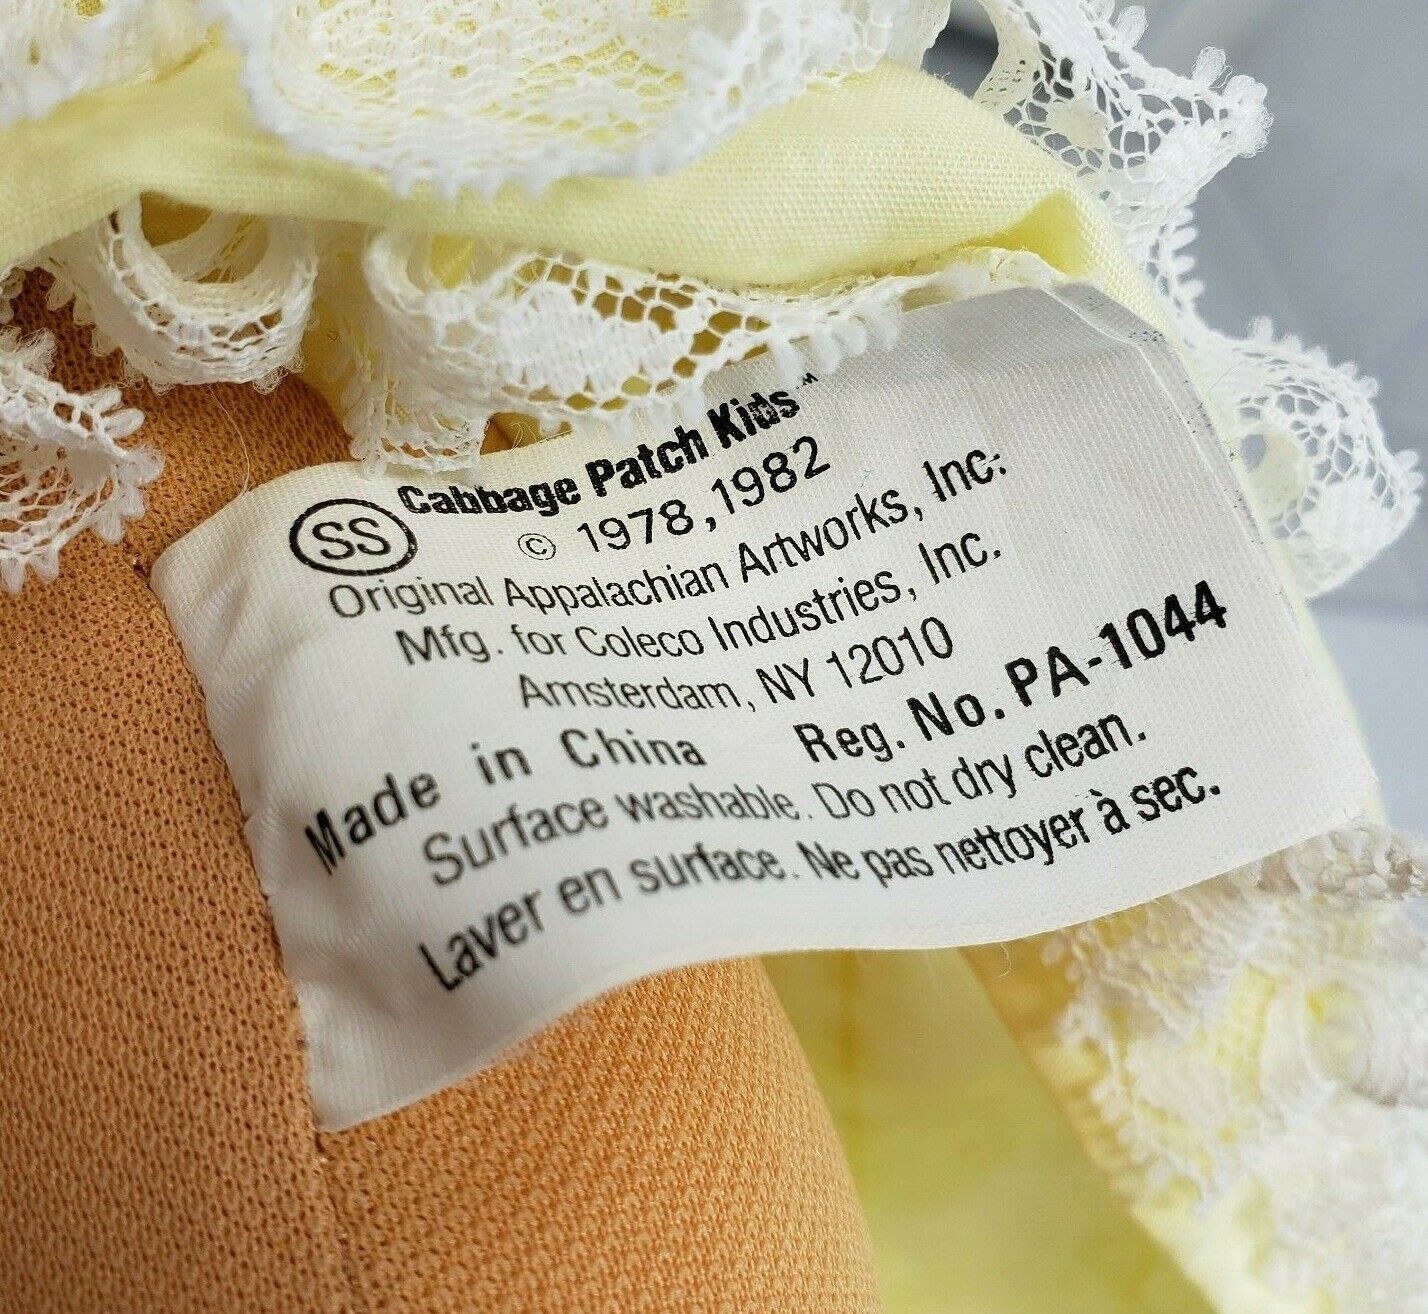 SS Cabbage Patch Kids™
© 1978, 1982
Original Appalachian Artworks, Inc.
Mfg. for Coleco Industries, Inc.
Amsterdam, NY 12010
Made in China Reg. No. PA-1044
Surface washable. Do not dry clean.
Laver en surface. Ne pas nettoyer à sec.